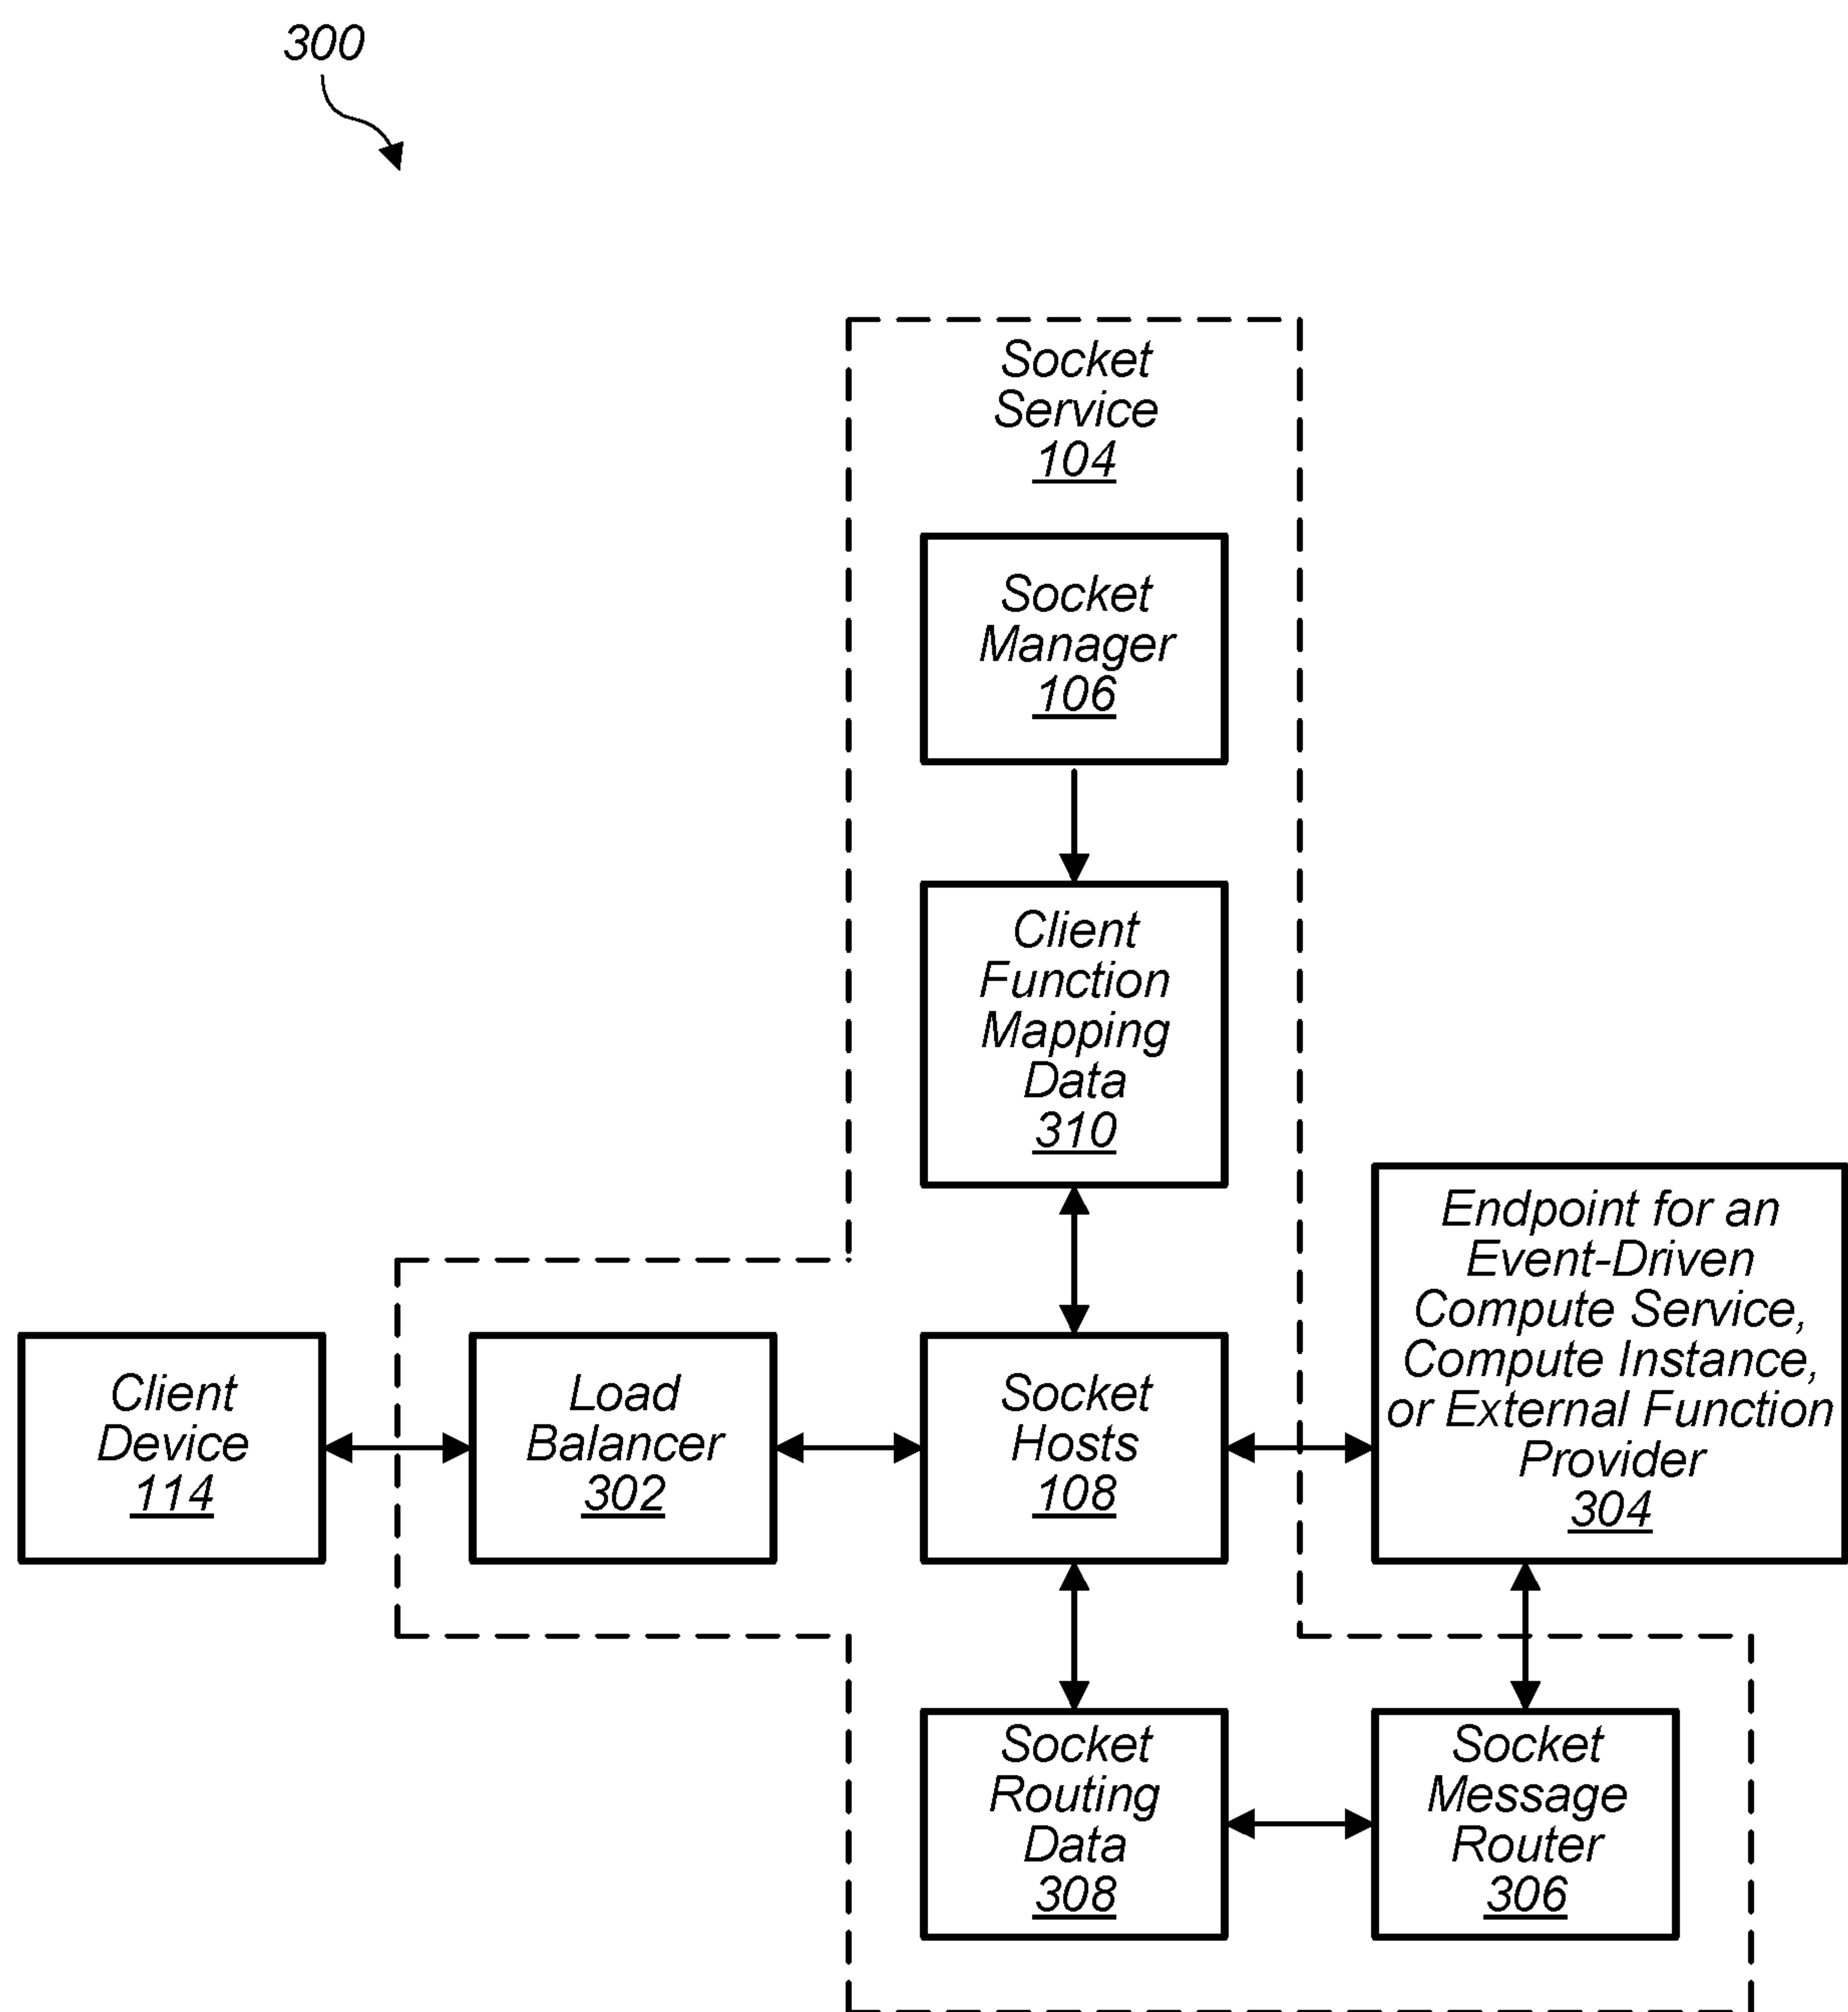 300
Socket
Service
104
Socket
Manager
106
Client
Function
Mapping
Data
310
Endpoint for an
Event-Driven
Compute Service,
Compute Instance,
or External Function
Provider
304
Client
Device
114
Load
Balancer
302
Socket
Hosts
108
Socket
Routing
Data
308
Socket
Message
Router
306